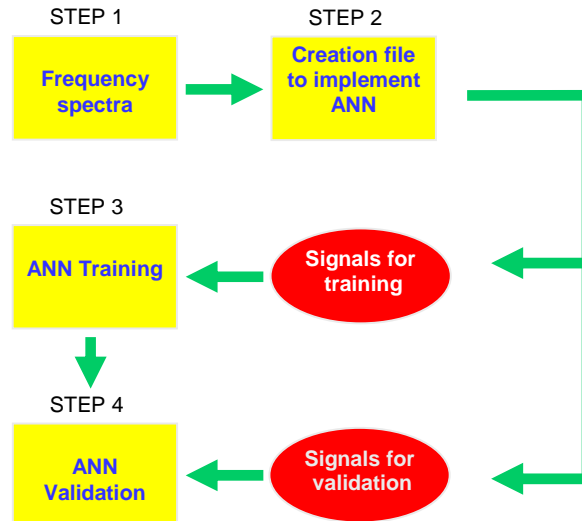 STEP 1
Frequency
spectra
STEP 2
Creation file
to implement
ANN
STEP 3
ANN Training
Signals for
training
STEP 4
ANN
Validation
Signals for
validation